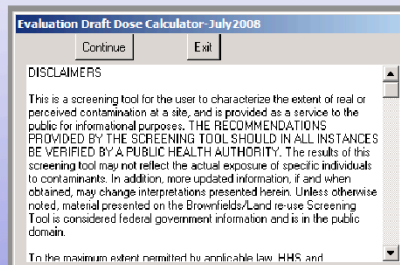 Evaluation Draft Dose Calculator-July2008
Continue Exit
DISCLAIMERS
This is a screening tool for the user to characterize the extent of real or
perceived contamination at a site, and is provided as a service to the
public for informational purposes. THE RECOMMENDATIONS
PROVIDED BY THE SCREENING TOOL SHOULD IN ALL INSTANCES
BE VERIFIED BY A PUBLIC HEALTH AUTHORITY. The results of this
screening tool may not reflect the actual exposure of specific individuals
to contaminants. In addition, more updated information, if and when
obtained, may change interpretations presented herein. Unless otherwise
noted, material presented on the Brownfields/Land re-use Screening
Tool is considered federal government information and is in the public
domain.
To the maximum extent permitted by applicable law, HHS and